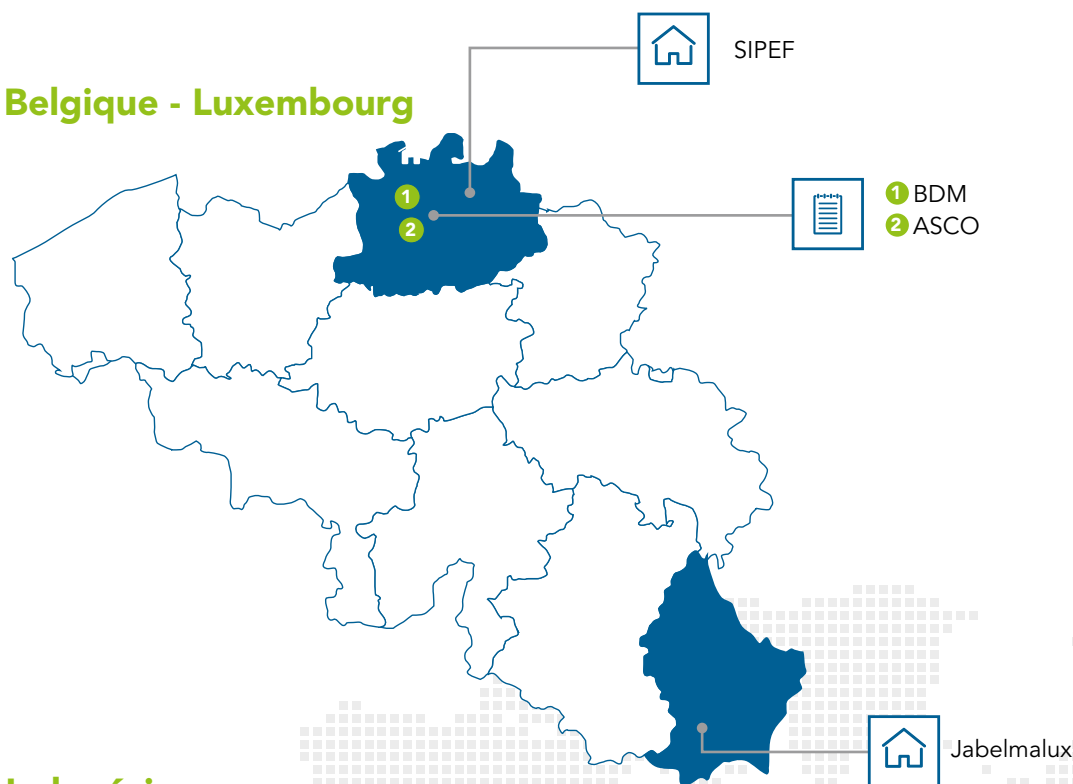 SIPEF
Belgique - Luxembourg
1 BDM
2 ASCO
1
2
Jabelmalux